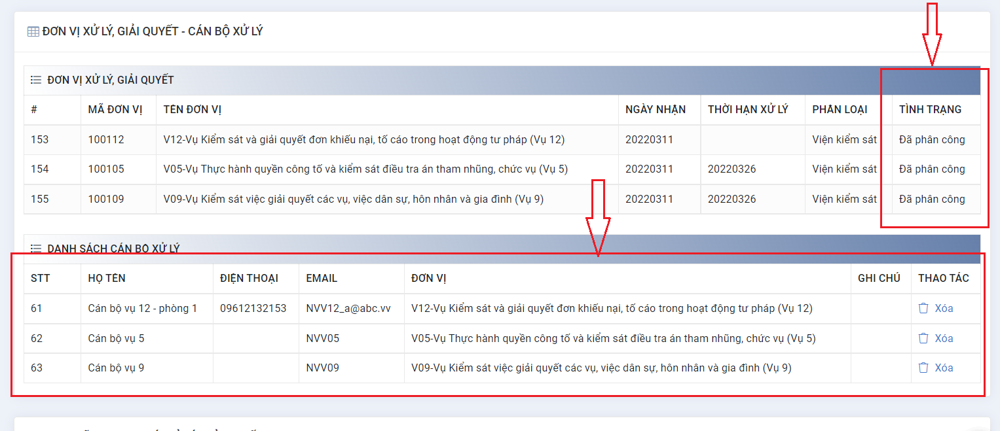 ĐƠN VỊ XỬ LÝ, GIẢI QUYẾT - CÁN BỘ XỬ LÝ
ĐƠN VỊ XỬ LÝ, GIẢI QUYẾT
# MÃ ĐƠN VỊ TÊN ĐƠN VỊ NGÀY NHẬN THỜI HẠN XỬ LÝ PHÂN LOẠI TÌNH TRẠNG
153 100112 V12-Vụ Kiểm sát và giải quyết đơn khiếu nại, tố cáo trong hoạt động tư pháp (Vụ 12) 20220311 Viện kiểm sát Đã phân công
154 100105 V05-Vụ Thực hành quyền công tố và kiểm sát điều tra án tham nhũng, chức vụ (Vụ 5) 20220311 20220326 Viện kiểm sát Đã phân công
155 100109 V09-Vụ Kiểm sát việc giải quyết các vụ, việc dân sự, hôn nhân và gia đình (Vụ 9) 20220311 20220326 Viện kiểm sát Đã phân công
DANH SÁCH CÁN BỘ XỬ LÝ
STT HỌ TÊN ĐIỆN THOẠI EMAIL ĐƠN VỊ GHI CHÚ THAO TÁC
61 Cán bộ vụ 12 - phòng 1 09612132153 NVV12_a@abc.vv V12-Vụ Kiểm sát và giải quyết đơn khiếu nại, tố cáo trong hoạt động tư pháp (Vụ 12) Xóa
62 Cán bộ vụ 5 NVV05 V05-Vụ Thực hành quyền công tố và kiểm sát điều tra án tham nhũng, chức vụ (Vụ 5) Xóa
63 Cán bộ vụ 9 NVV09 V09-Vụ Kiểm sát việc giải quyết các vụ, việc dân sự, hôn nhân và gia đình (Vụ 9) Xóa